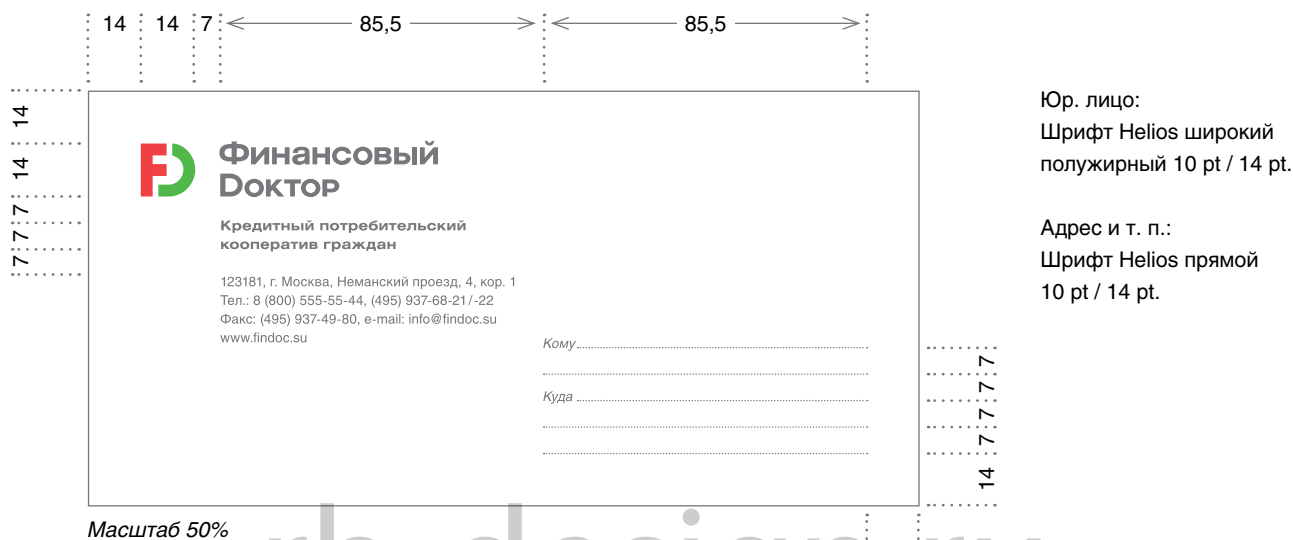 14 14 7 85,5 85,5
14
14
7
7
7
Финансовый
Dоктор
Кредитный потребительский
кооператив граждан
123181, г. Москва, Неманский проезд, 4, кор. 1
Тел.: 8 (800) 555-55-44, (495) 937-68-21/-22
Факс: (495) 937-49-80, e-mail: info@findoc.su
www.findoc.su
Кому
Куда
7
7
7
7
14
Юр. лицо:
Шрифт Helios широкий
полужирный 10 pt / 14 pt.
Адрес и т. п.:
Шрифт Helios прямой
10 pt / 14 pt.
Масштаб 50%